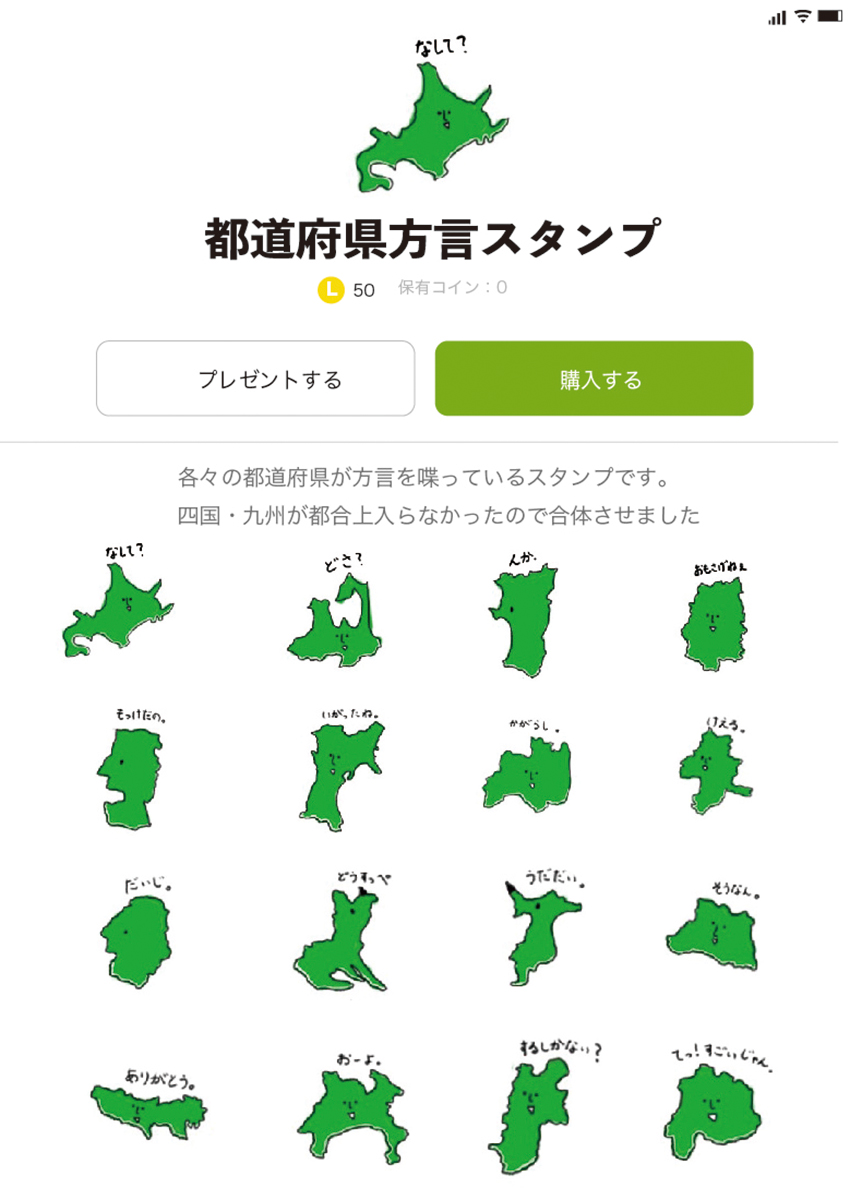 なして?
都道府県方言スタンプ
L 50 保有コイン：0
プレゼントする 購入する
各々の都道府県が方言を喋っているスタンプです。
四国・九州が都合上入らなかったので合体させました
なして? どさ? んか. おもさげねぇ
もっけだの。 いがったね。 かがらし。 けえる。
だいじ。 どうすっぺ うだだい。 そうなん。
ありがとう。 おーよ。 するしかない? てっ!すごいじゃん.